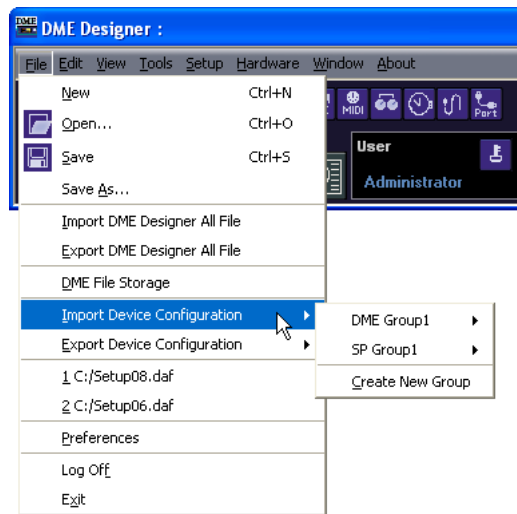 DME Designer :
File Edit View Tools Setup Hardware Window About
New Ctrl+N
Open... Ctrl+O
Save Ctrl+S
Save As...
Import DME Designer All File
Export DME Designer All File
DME File Storage
Import Device Configuration
Export Device Configuration
1 C:/Setup08.daf
2 C:/Setup06.daf
Preferences
Log Off
Exit
MIDI
Port
User
Administrator
DME Group1
SP Group1
Create New Group